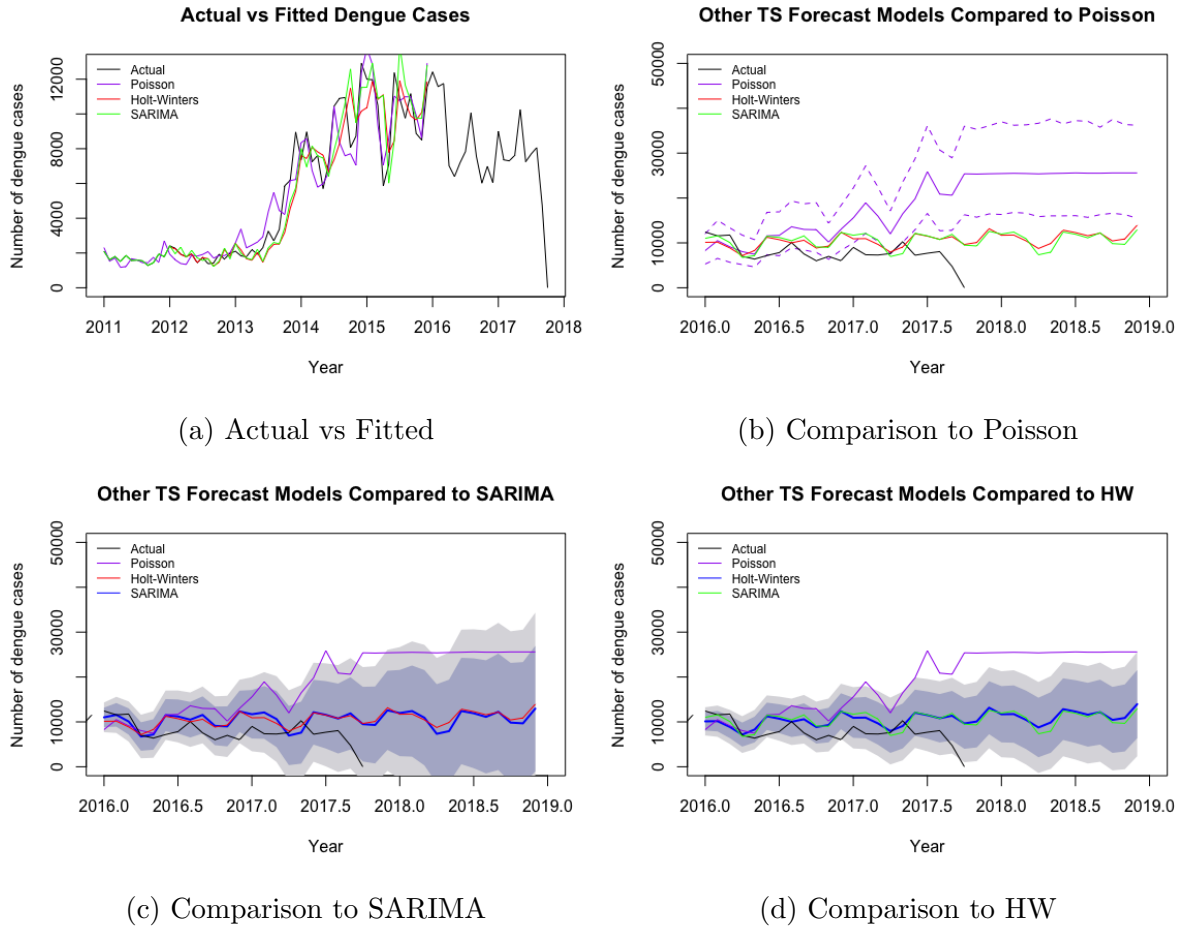 Actual vs Fitted Dengue Cases
Number of dengue cases
12000
8000
4000
0
Actual
Poisson
Holt-Winters
SARIMA
2011 2012 2013 2014 2015 2016 2017 2018
Year
(a) Actual vs Fitted
Other TS Forecast Models Compared to Poisson
Number of dengue cases
50000
30000
10000
0
Actual
Poisson
Holt-Winters
SARIMA
2016.0 2016.5 2017.0 2017.5 2018.0 2018.5 2019.0
Year
(b) Comparison to Poisson
Other TS Forecast Models Compared to SARIMA
Number of dengue cases
50000
30000
10000
0
Actual
Poisson
Holt-Winters
SARIMA
2016.0 2016.5 2017.0 2017.5 2018.0 2018.5 2019.0
Year
(c) Comparison to SARIMA
Other TS Forecast Models Compared to HW
Number of dengue cases
50000
30000
10000
0
Actual
Poisson
Holt-Winters
SARIMA
2016.0 2016.5 2017.0 2017.5 2018.0 2018.5 2019.0
Year
(d) Comparison to HW